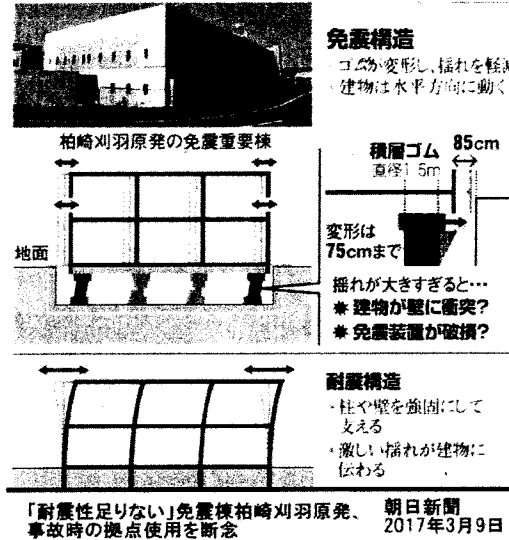 免震構造
・ゴムが変形し、揺れを軽減
・建物は水平方向に動く
柏崎刈羽原発の免震重要棟
積層ゴム
直径1.5m
85cm
地面
変形は
75cmまで
揺れが大きすぎると…
✸ 建物が壁に衝突?
✸ 免震装置が破損?
耐震構造
・柱や壁を強固にして
支える
・激しい揺れが建物に
伝わる
「耐震性足りない」免震棟柏崎刈羽原発、
事故時の拠点使用を断念
朝日新聞
2017年3月9日